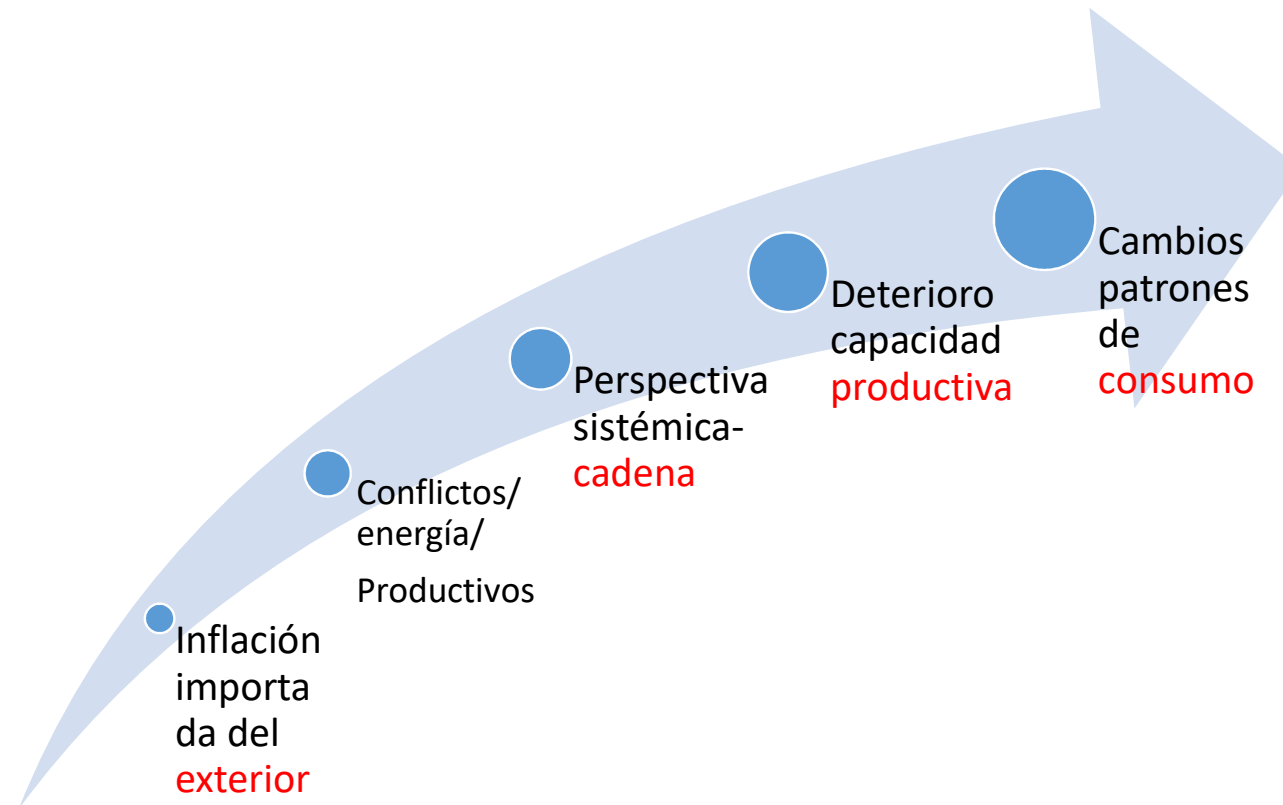 Inflación
importa
da del
exterior
Conflictos/
energía/
Productivos
Perspectiva
sistémica-
cadena
Deterioro
capacidad
productiva
Cambios
patrones
de
consumo